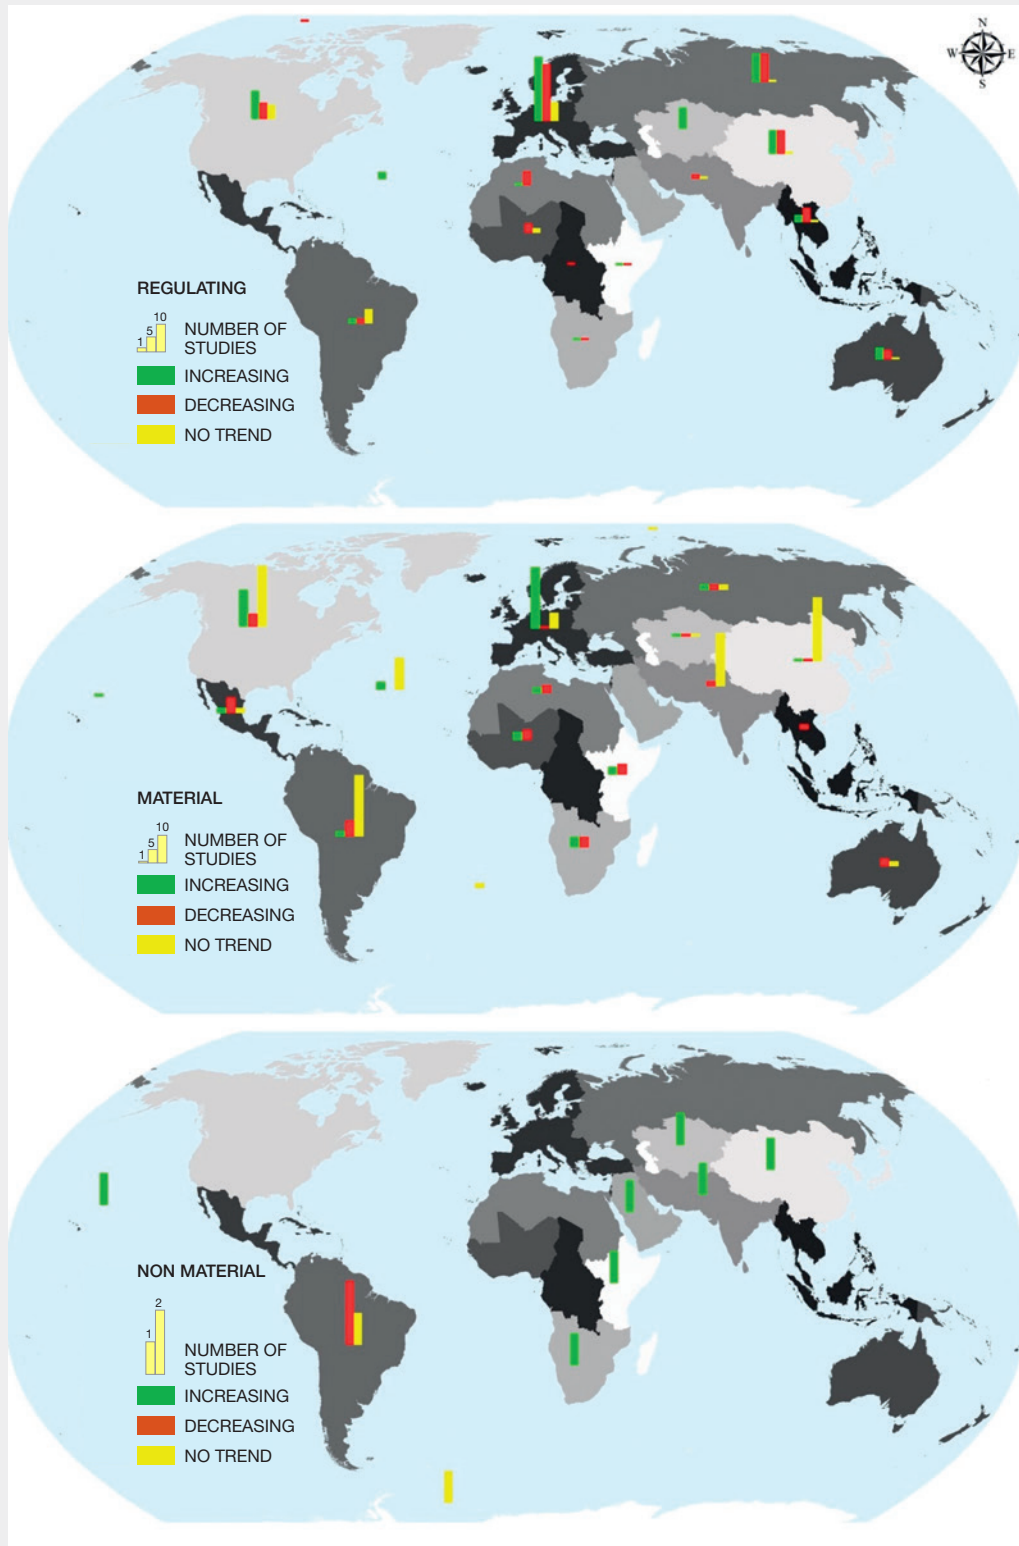 N
W E
S
REGULATING
1 5 10
NUMBER OF
STUDIES
INCREASING
DECREASING
NO TREND
MATERIAL
1 5 10
NUMBER OF
STUDIES
INCREASING
DECREASING
NO TREND
NON MATERIAL
1 2
NUMBER OF
STUDIES
INCREASING
DECREASING
NO TREND